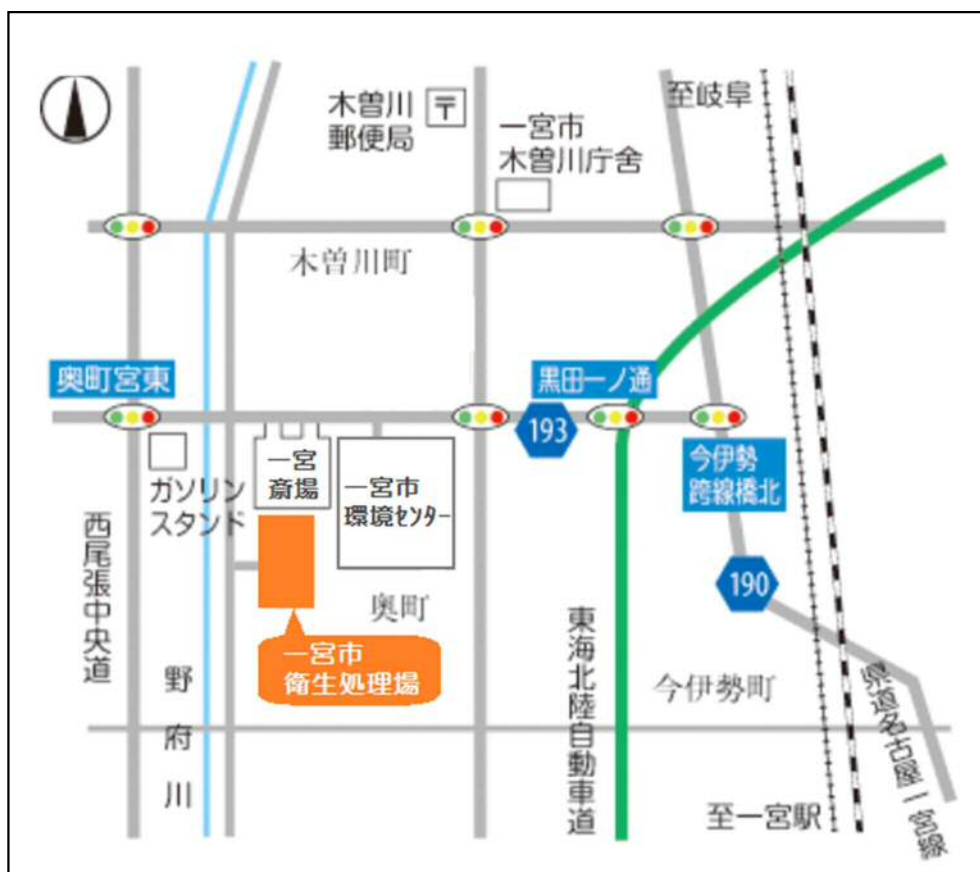 木曽川
郵便局
一宮市
木曽川庁舎
至岐阜
木曽川町
奥町宮東
黒田一ノ通
193
今伊勢
跨線橋北
ガソリン
スタンド
一宮
斎場
一宮市
環境センター
西尾張中央道
奥町
190
一宮市
衛生処理場
野府川
東海北陸自動車道
今伊勢町
県道名古屋一宮線
至一宮駅